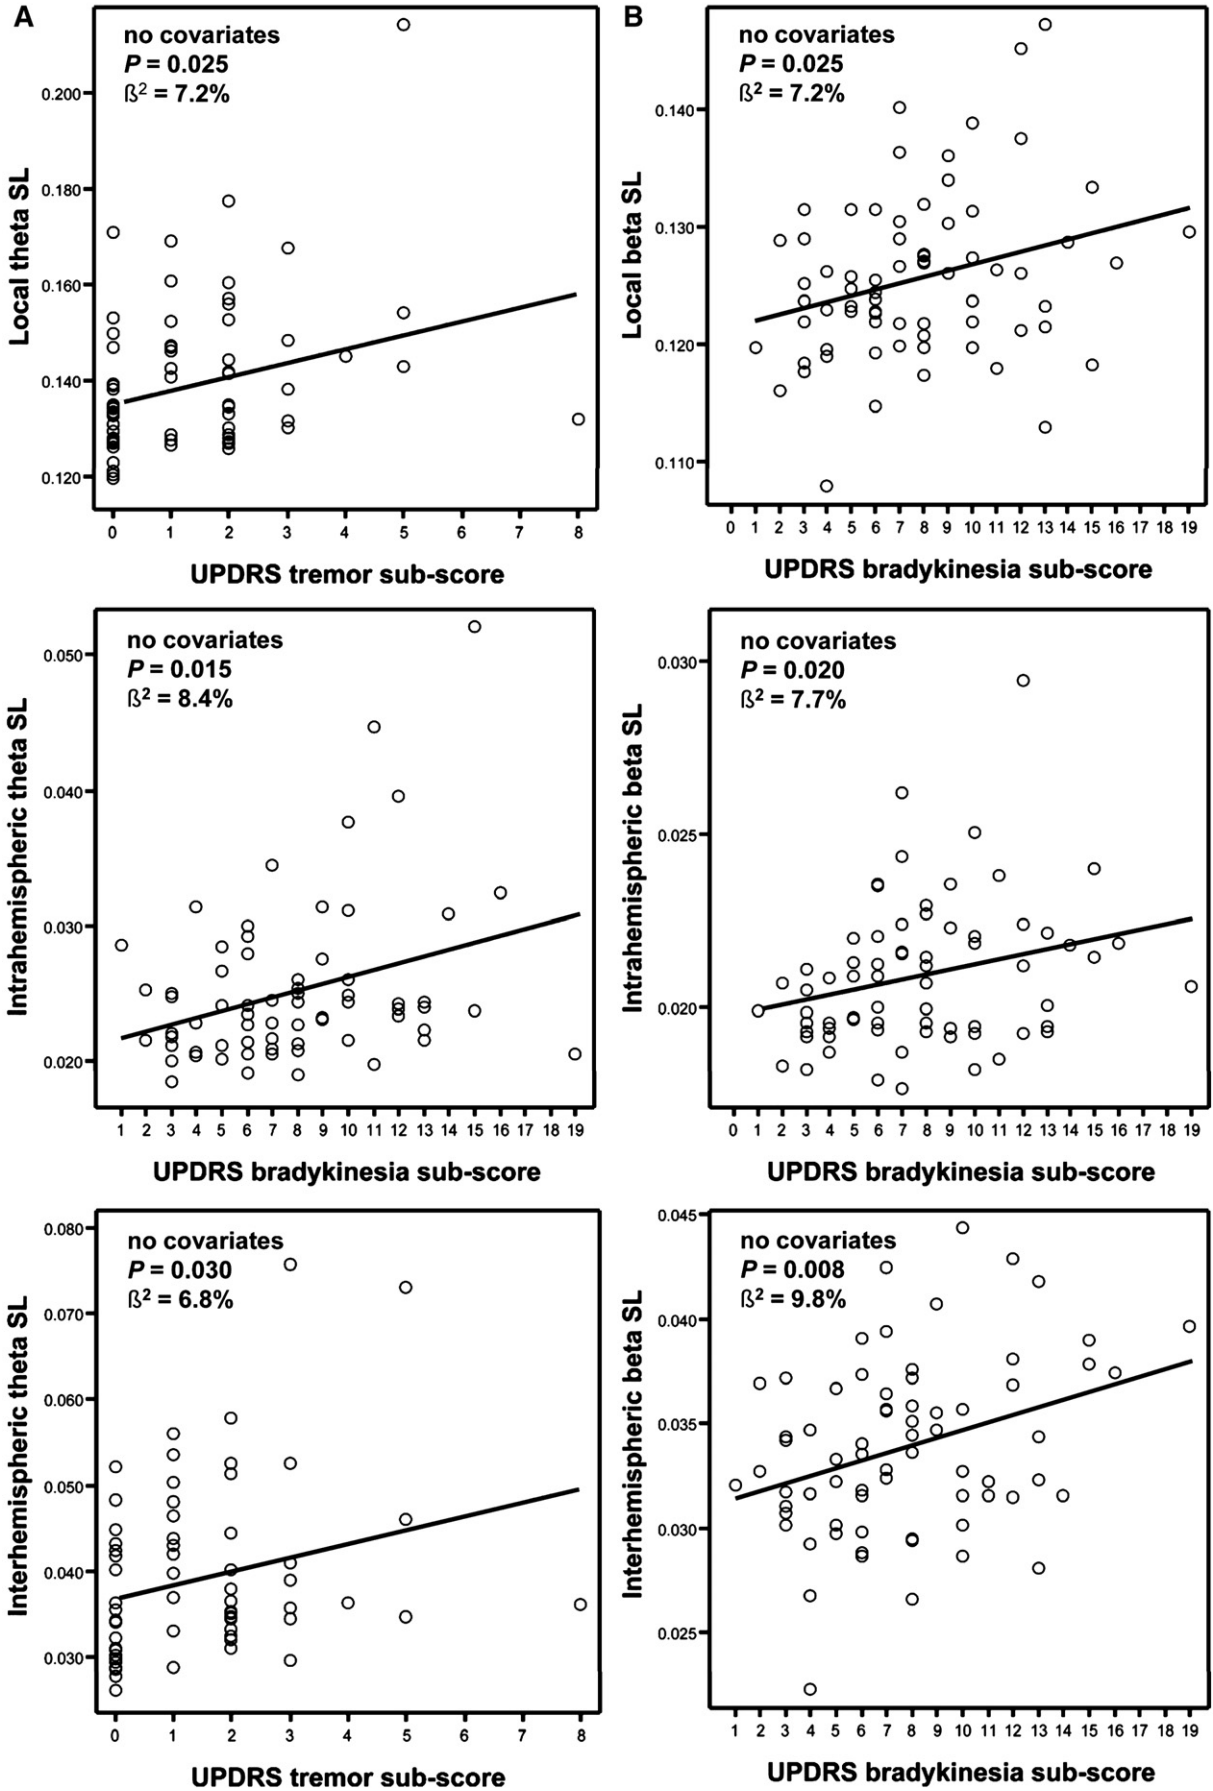 A
no covariates
P = 0.025
ß² = 7.2%
Local theta SL
0.200
0.180
0.160
0.140
0.120
0 1 2 3 4 5 6 7 8
UPDRS tremor sub-score
B
no covariates
P = 0.025
ß² = 7.2%
Local beta SL
0.140
0.130
0.120
0.110
0 1 2 3 4 5 6 7 8 9 10 11 12 13 14 15 16 17 18 19
UPDRS bradykinesia sub-score
no covariates
P = 0.015
ß² = 8.4%
Intrahemispheric theta SL
0.050
0.040
0.030
0.020
1 2 3 4 5 6 7 8 9 10 11 12 13 14 15 16 17 18 19
UPDRS bradykinesia sub-score
no covariates
P = 0.020
ß² = 7.7%
Intrahemispheric beta SL
0.030
0.025
0.020
0 1 2 3 4 5 6 7 8 9 10 11 12 13 14 15 16 17 18 19
UPDRS bradykinesia sub-score
no covariates
P = 0.030
ß² = 6.8%
Interhemispheric theta SL
0.080
0.070
0.060
0.050
0.040
0.030
0 1 2 3 4 5 6 7 8
UPDRS tremor sub-score
no covariates
P = 0.008
ß² = 9.8%
Interhemispheric beta SL
0.045
0.040
0.035
0.030
0.025
1 2 3 4 5 6 7 8 9 10 11 12 13 14 15 16 17 18 19
UPDRS bradykinesia sub-score